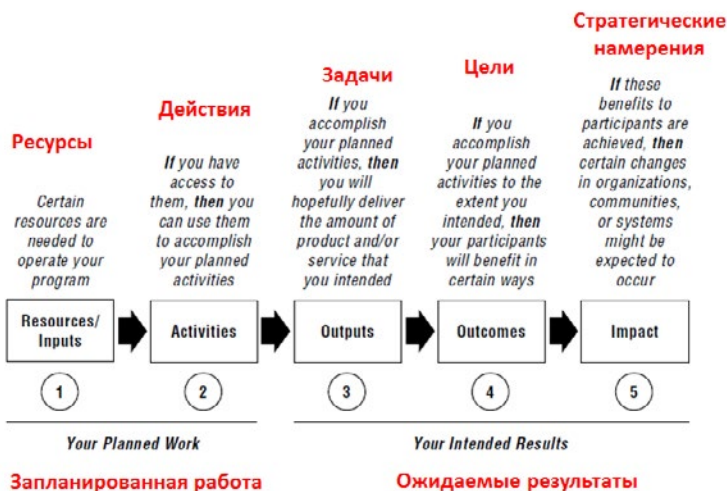 Ресурсы
Certain
resources are
needed to
operate your
program
Resources/
Inputs
1
Действия
If you have
access to
them, then you
can use them
to accomplish
your planned
activities
Activities
2
Задачи
If you
accomplish
your planned
activities, then
you will
hopefully deliver
the amount of
product and/or
service that
you intended
Outputs
3
Цели
If you
accomplish
your planned
activities to the
extent you
intended, then
your participants
will benefit in
certain ways
Outcomes
4
Стратегические
намерения
If these
benefits to
participants are
achieved, then
certain changes
in organizations,
communities,
or systems
might be
expected to
occur
Impact
5
Your Planned Work
Your Intended Results
Запланированная работа
Ожидаемые результаты